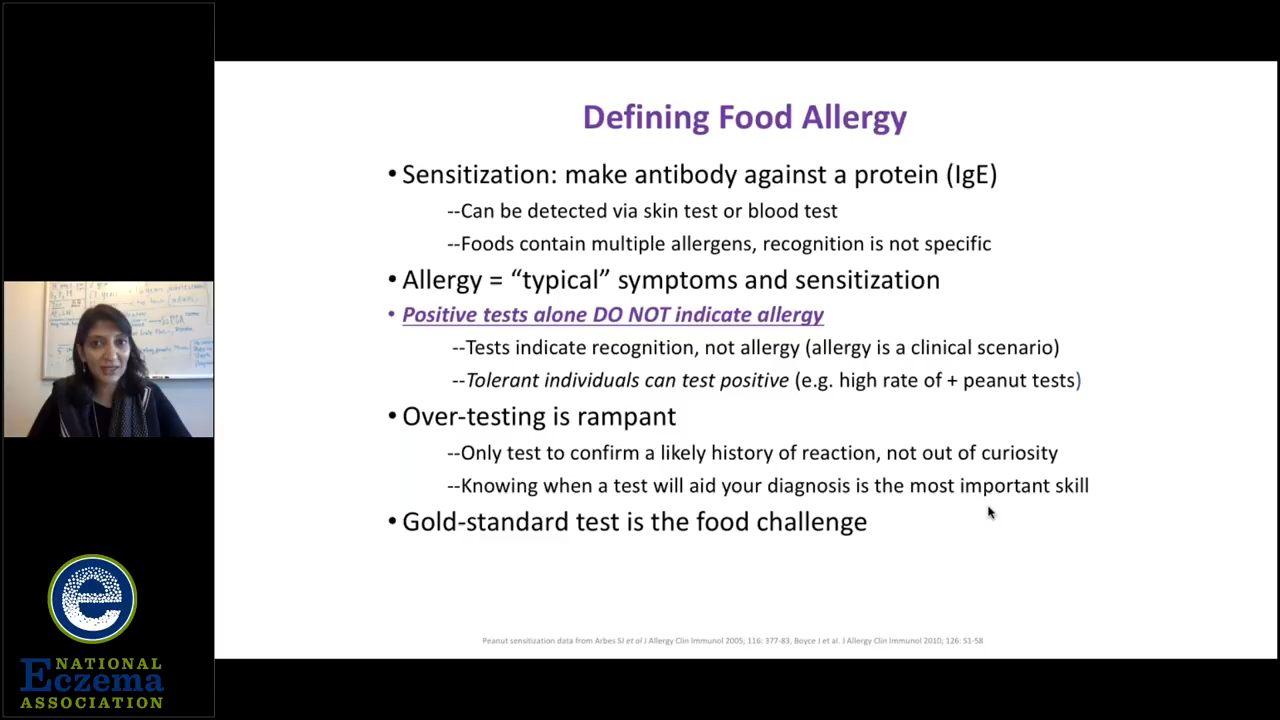 Defining Food Allergy
• Sensitization: make antibody against a protein (IgE)
--Can be detected via skin test or blood test
--Foods contain multiple allergens, recognition is not specific
• Allergy = “typical” symptoms and sensitization
• Positive tests alone DO NOT indicate allergy
--Tests indicate recognition, not allergy (allergy is a clinical scenario)
--Tolerant individuals can test positive (e.g. high rate of + peanut tests)
• Over-testing is rampant
--Only test to confirm a likely history of reaction, not out of curiosity
--Knowing when a test will aid your diagnosis is the most important skill
• Gold-standard test is the food challenge
Peanut sensitization data from Arbes SJ et al J Allergy Clin Immunol 2005; 116: 377-83, Boyce J et al. J Allergy Clin Immunol 2010; 126: S1-58
e
NATIONAL
Eczema
ASSOCIATION